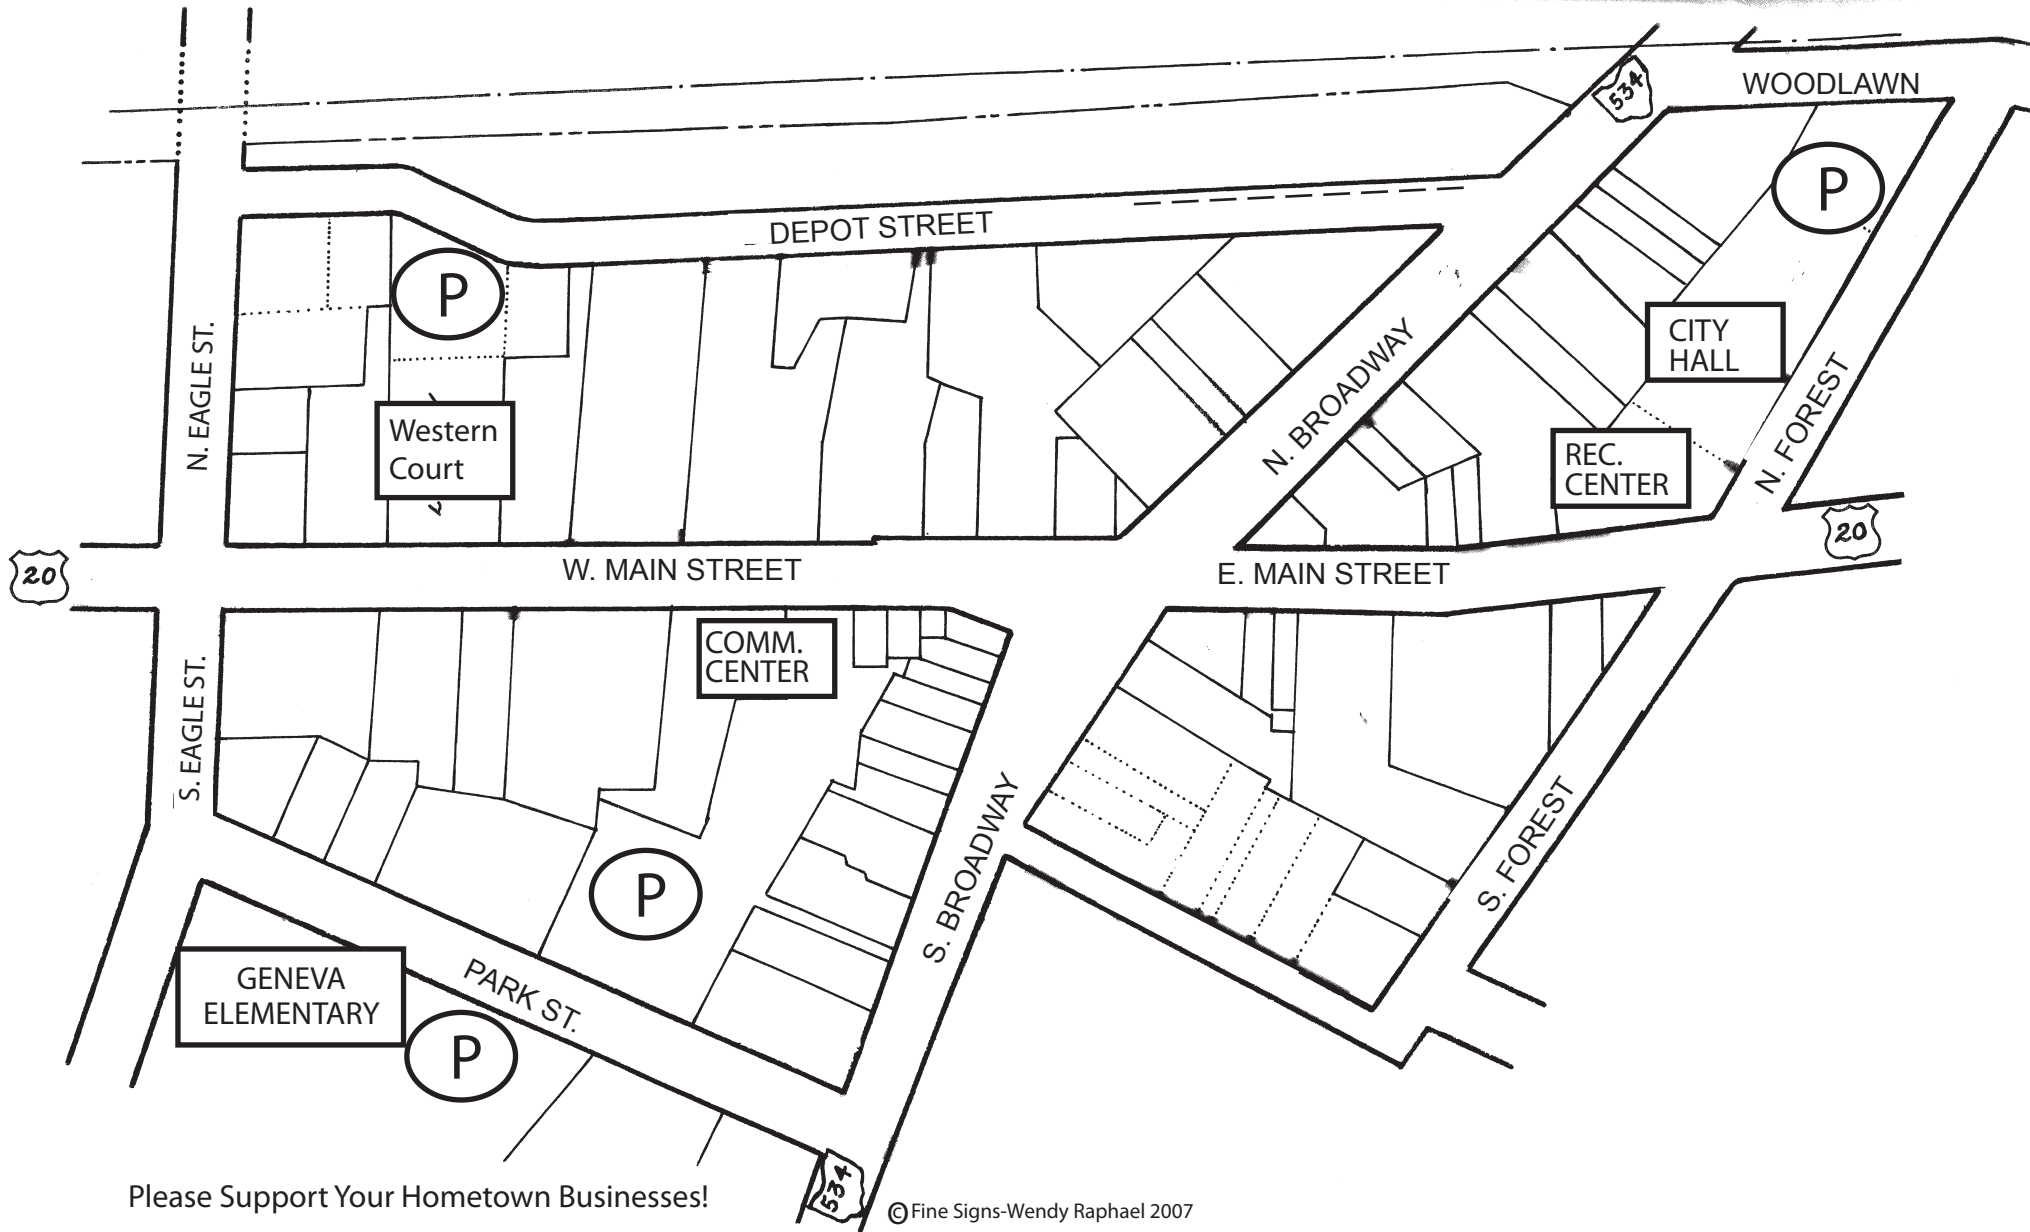 534
WOODLAWN
P
DEPOT STREET
P
CITY
HALL
N. EAGLE ST.
N. BROADWAY
N. FOREST
Western
Court
REC.
CENTER
20
20
W. MAIN STREET
E. MAIN STREET
COMM.
CENTER
S. EAGLE ST.
S. BROADWAY
S. FOREST
P
PARK ST.
GENEVA
ELEMENTARY
P
534
Please Support Your Hometown Businesses!
© Fine Signs-Wendy Raphael 2007